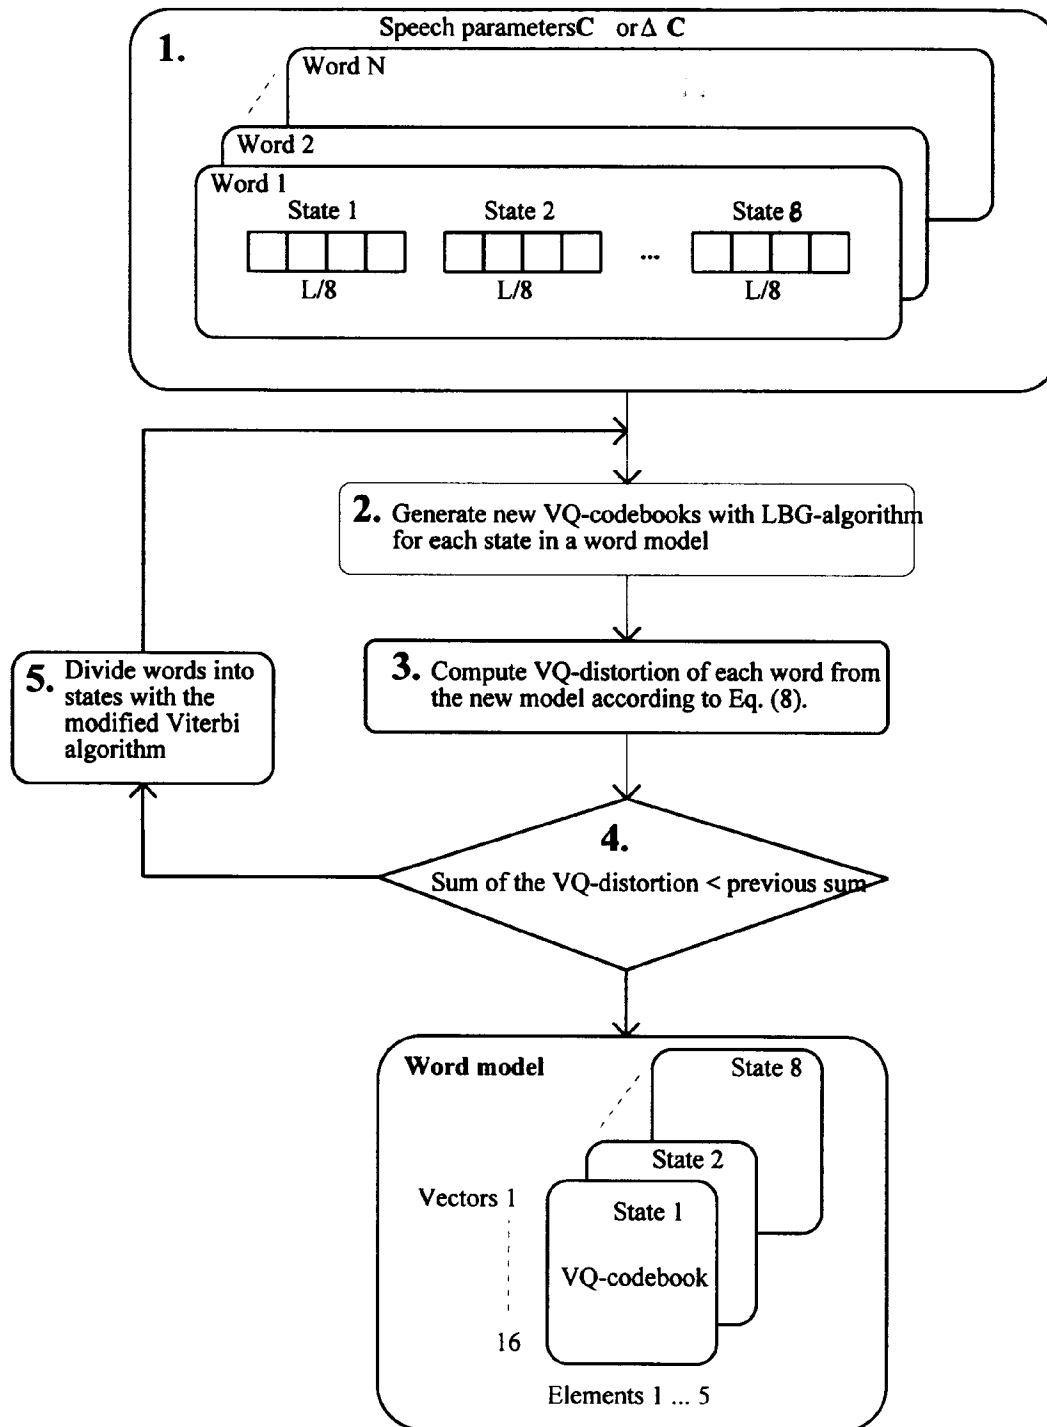 Speech parametersC or Δ C
1.
Word N
Word 2
Word 1
State 1 State 2 State 8
...
L/8 L/8 L/8
2. Generate new VQ-codebooks with LBG-algorithm
for each state in a word model
3. Compute VQ-distortion of each word from
the new model according to Eq. (8).
5. Divide words into
states with the
modified Viterbi
algorithm
4.
Sum of the VQ-distortion < previous sum
Word model
State 8
State 2
Vectors 1
State 1
VQ-codebook
16
Elements 1 ... 5